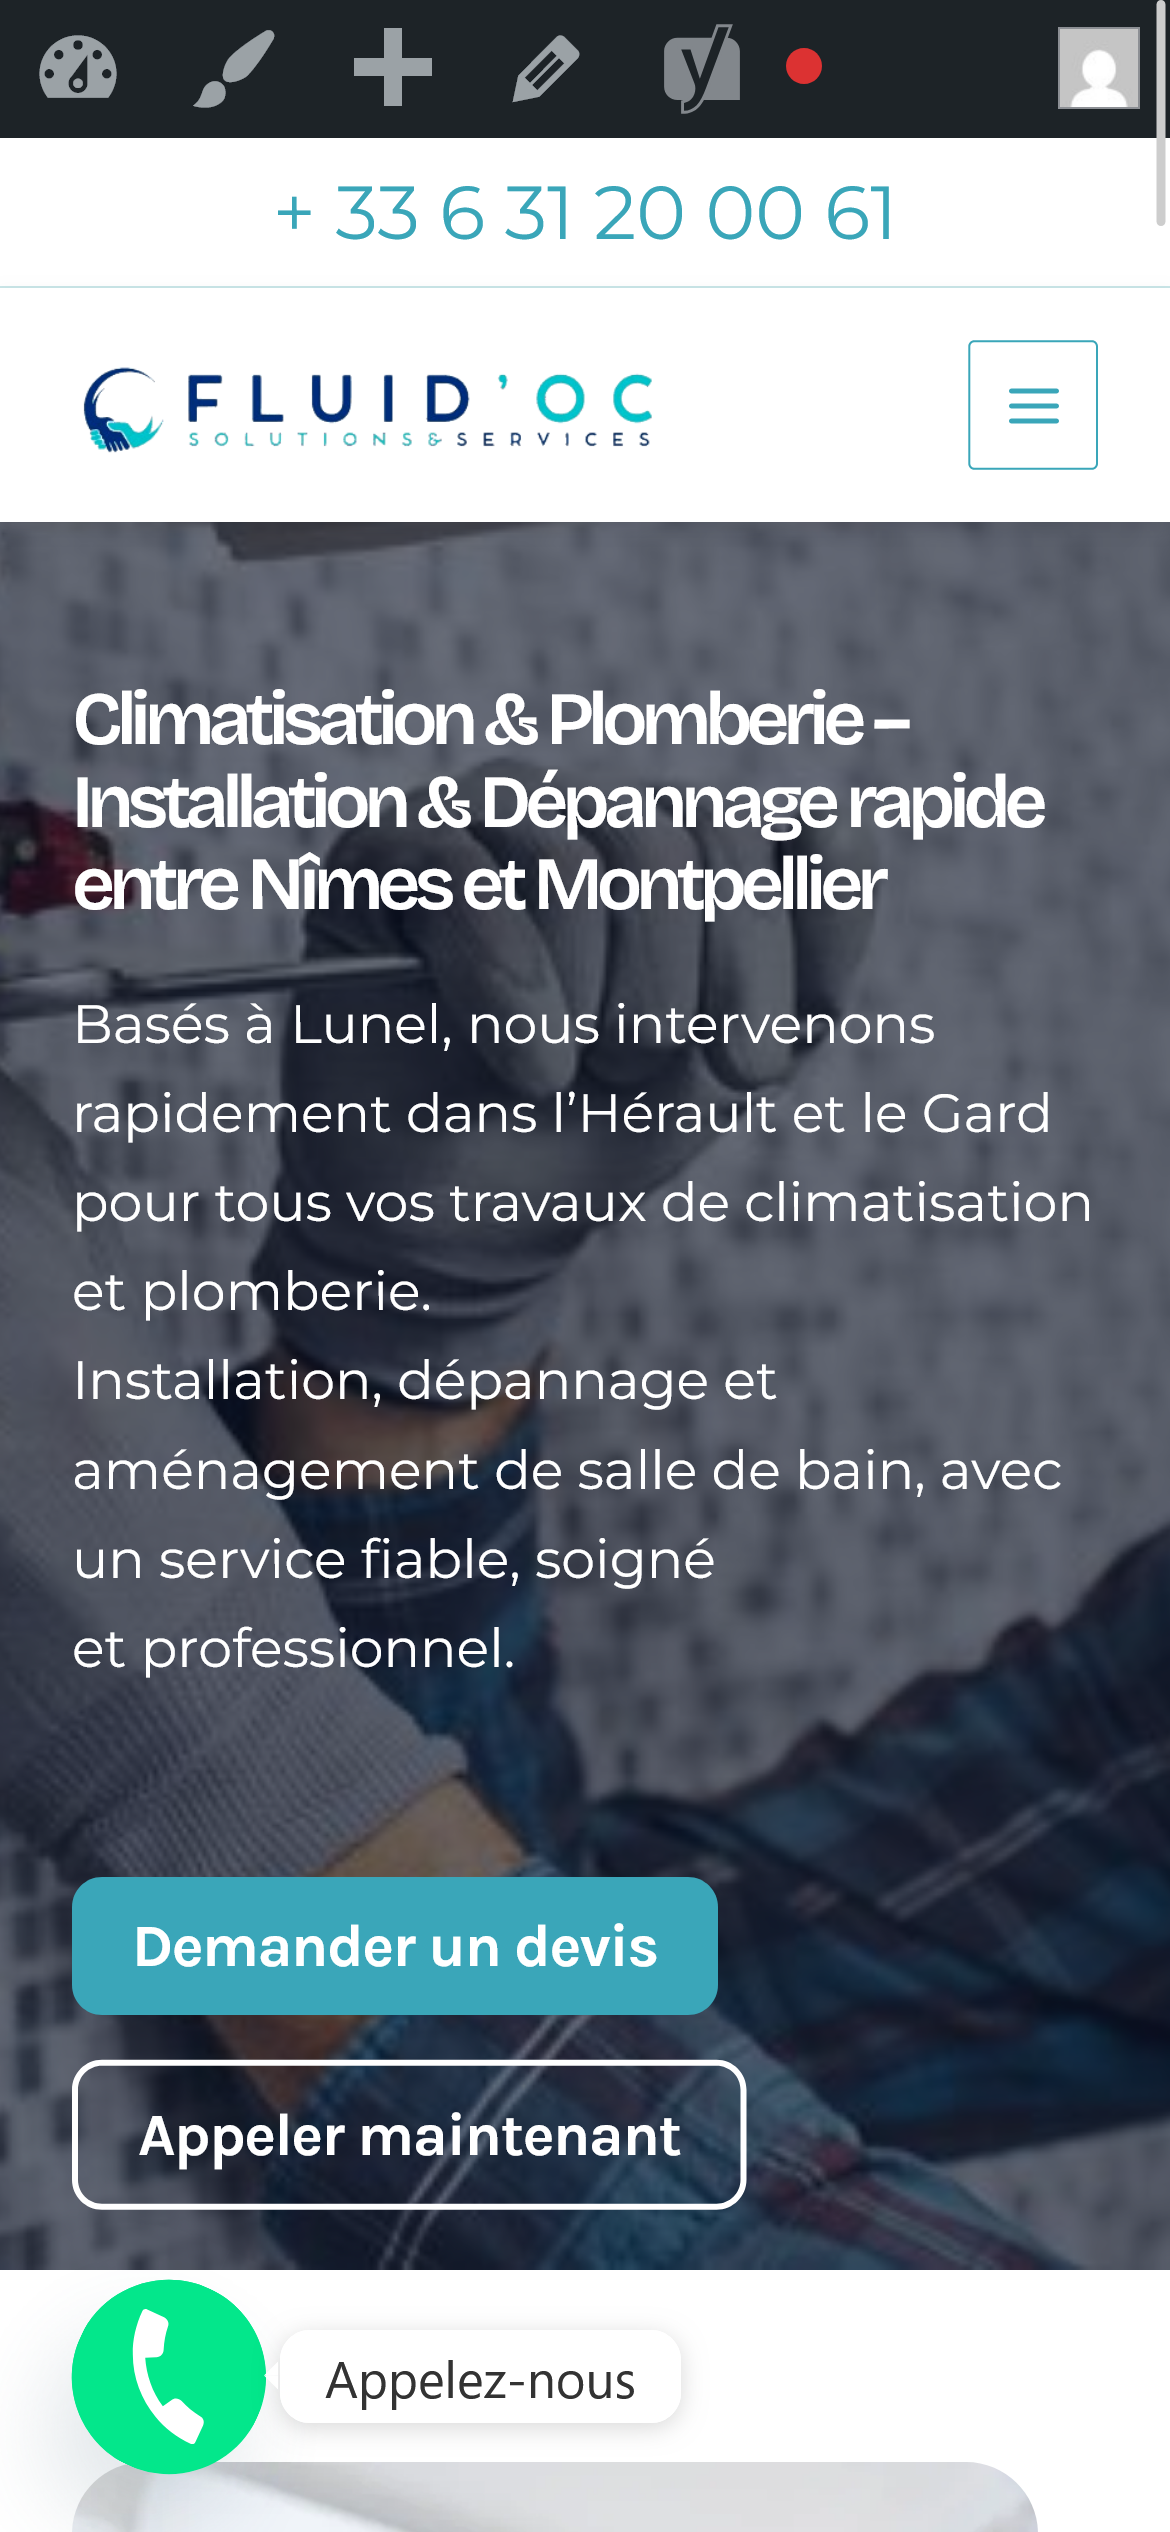 + 33 6 31 20 00 61
FLUID'OC
SOLUTIONS&SERVICES
Climatisation & Plomberie –
Installation & Dépannage rapide
entre Nîmes et Montpellier
Basés à Lunel, nous intervenons
rapidement dans l’Hérault et le Gard
pour tous vos travaux de climatisation
et plomberie.
Installation, dépannage et
aménagement de salle de bain, avec
un service fiable, soigné
et professionnel.
Demander un devis
Appeler maintenant
Appelez-nous